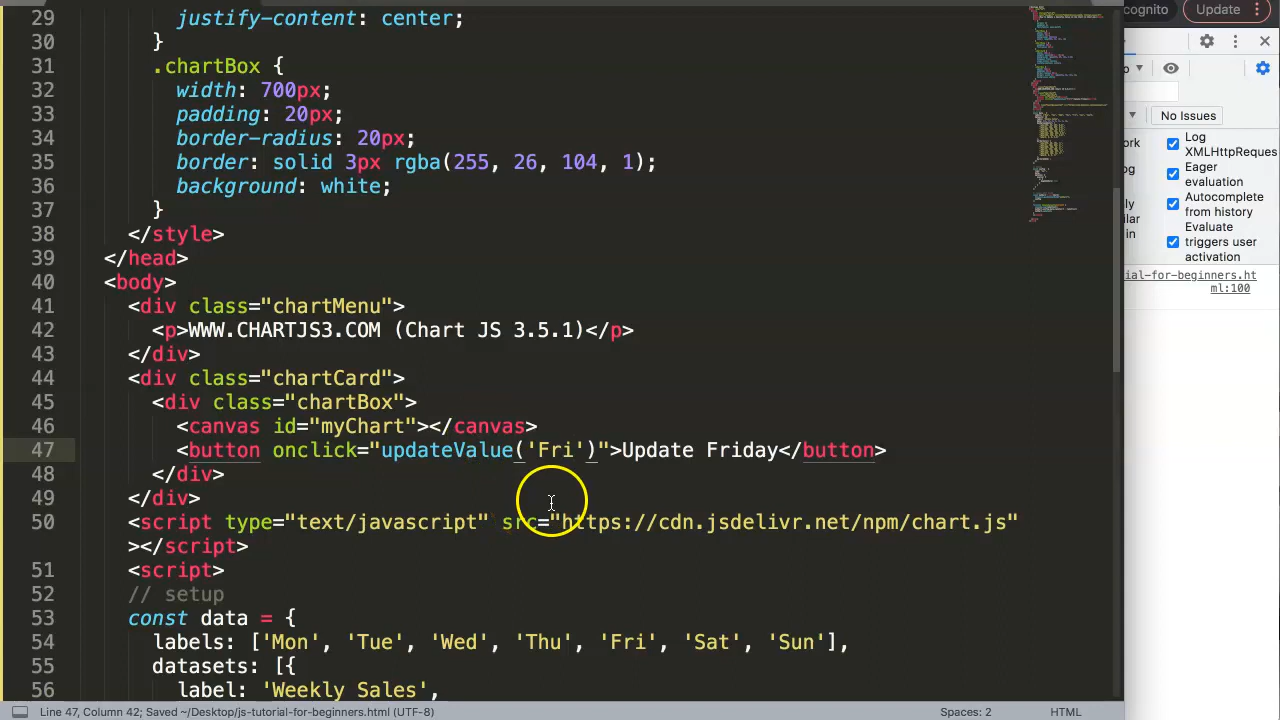 29 justify-content: center;
30 }
31 .chartBox {
32 width: 700px;
33 padding: 20px;
34 border-radius: 20px;
35 border: solid 3px rgba(255, 26, 104, 1);
36 background: white;
37 }
38 </style>
39 </head>
40 <body>
41 <div class="chartMenu">
42 <p>WWW.CHARTJS3.COM (Chart JS 3.5.1)</p>
43 </div>
44 <div class="chartCard">
45 <div class="chartBox">
46 <canvas id="myChart"></canvas>
47 <button onclick="updateValue('Fri')">Update Friday</button>
48 </div>
49 </div>
50 <script type="text/javascript" src="https://cdn.jsdelivr.net/npm/chart.js"
></script>
51 <script>
52 // setup
53 const data = {
54 labels: ['Mon', 'Tue', 'Wed', 'Thu', 'Fri', 'Sat', 'Sun'],
55 datasets: [{
56 label: 'Weekly Sales',
Line 47, Column 42; Saved ~/Desktop/js-tutorial-for-beginners.html (UTF-8)
Spaces: 2
HTML
cognito
Update
No Issues
Log
XMLHttpReques
Eager
evaluation
Autocomplete
from history
Evaluate
triggers user
activation
ial-for-beginners.ht
ml:100